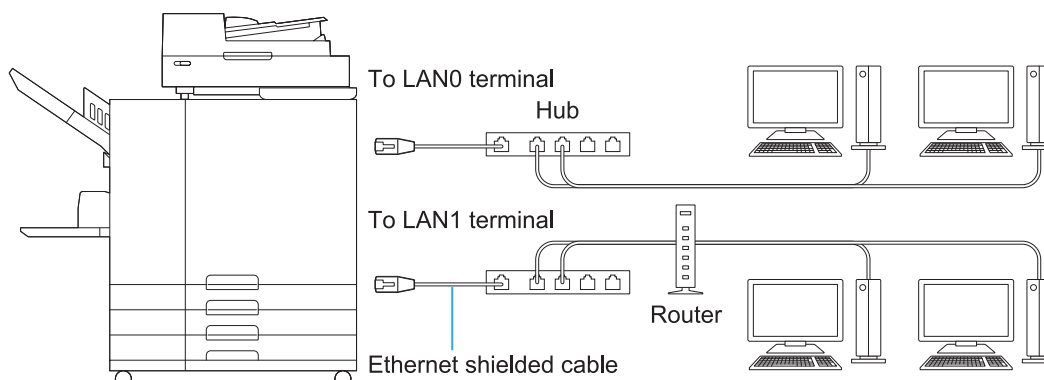 To LAN0 terminal
Hub
To LAN1 terminal
Router
Ethernet shielded cable